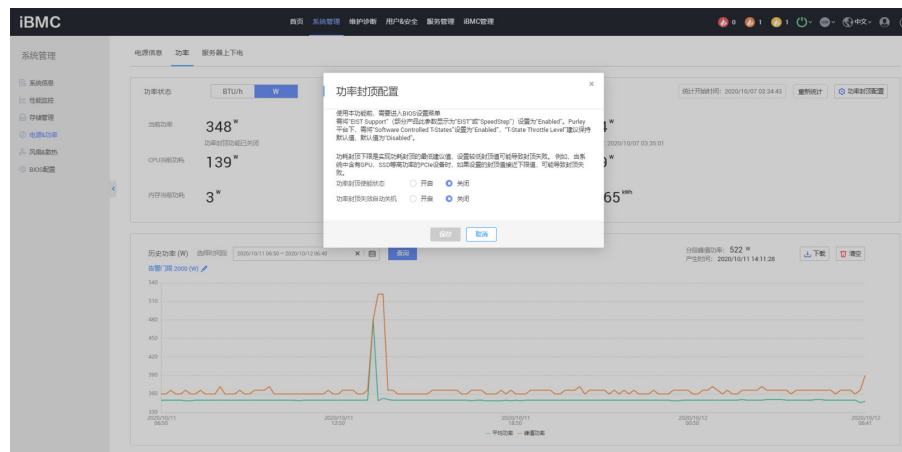 iBMC
首页 系统管理 维护诊断 用户&安全 服务管理 iBMC管理
0 1 1 中文
系统管理
系统信息
性能监控
存储管理
电源&功率
风扇&散热
BIOS配置
电源信息 功率 服务器上下电
功率状态 BTU/h W
统计开始时间: 2020/10/07 03:34:43 重新统计 功率封顶配置
当前功率 348 W
功率封顶功能已关闭
2020/10/07 03:35:01
CPU当前功耗 139 W
内存当前功耗 3 W
65 kWh
功率封顶配置 ×
使用本功能前，需要进入BIOS设置菜单
需将"EIST Support"（部分产品此参数显示为"EIST"或"SpeedStep"）设置为"Enabled"。Purley
平台下，需将"Software Controlled T-States"设置为"Enabled"，"T-State Throttle Level"建议保持
默认值，默认值为"Disabled"。
功耗封顶下限是实现功耗封顶的最低建议值，设置较低封顶值可能导致封顶失败。例如，当系
统中含有GPU、SSD等高功率的PCIe设备时，如果设置的封顶值接近下限值，可能导致封顶失
败。
功率封顶使能状态 开启 关闭
功率封顶失效自动关机 开启 关闭
保存 取消
历史功率 (W) 选择时间段 2020/10/11 06:50 ~ 2020/10/12 06:40 × 查询
分段峰值功率: 522 W
产生时间: 2020/10/11 14:11:28
下载 清空
告警门限 2000 (W)
540
510
480
450
420
390
360
330
2020/10/11 06:50
2020/10/11 12:50
2020/10/11 18:50
2020/10/12 00:50
2020/10/12 06:41
平均功率 峰值功率